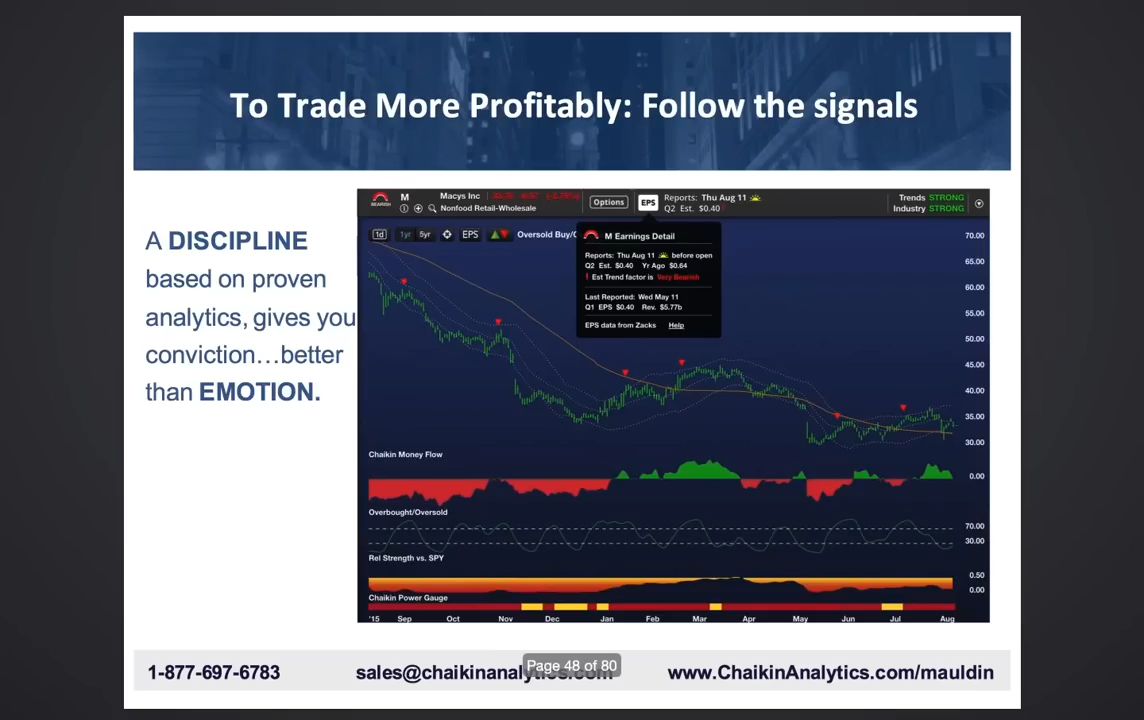 To Trade More Profitably: Follow the signals
A DISCIPLINE
based on proven
analytics, gives you
conviction…better
than EMOTION.
BEARISH
M
Macys Inc
Nonfood Retail-Wholesale
Options
EPS
Reports: Thu Aug 11
Q2 Est. $0.40
Trends STRONG
Industry STRONG
1d 1yr 5yr EPS Oversold Buy/
M Earnings Detail
Reports: Thu Aug 11 before open
Q2 Est. $0.40 Yr Ago $0.64
! Est Trend factor is Very Bearish
Last Reported: Wed May 11
Q1 EPS $0.40 Rev. $5.77b
EPS data from Zacks Help
70.00
65.00
60.00
55.00
50.00
45.00
40.00
35.00
30.00
Chaikin Money Flow
0.00
Overbought/Oversold
70.00
30.00
Rel Strength vs. SPY
0.50
0.00
Chaikin Power Gauge
'15 Sep Oct Nov Dec Jan Feb Mar Apr May Jun Jul Aug
1-877-697-6783
sales@chaikinanalytics.com
www.ChaikinAnalytics.com/mauldin
Page 48 of 80